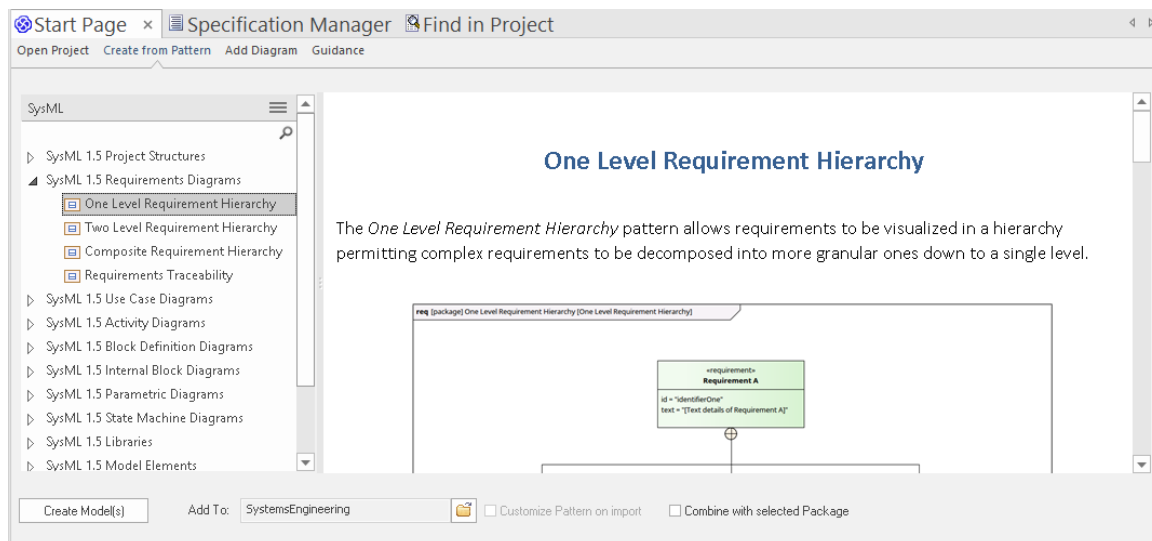 Start Page × Specification Manager Find in Project
Open Project Create from Pattern Add Diagram Guidance
SysML
SysML 1.5 Project Structures
SysML 1.5 Requirements Diagrams
One Level Requirement Hierarchy
Two Level Requirement Hierarchy
Composite Requirement Hierarchy
Requirements Traceability
SysML 1.5 Use Case Diagrams
SysML 1.5 Activity Diagrams
SysML 1.5 Block Definition Diagrams
SysML 1.5 Internal Block Diagrams
SysML 1.5 Parametric Diagrams
SysML 1.5 State Machine Diagrams
SysML 1.5 Libraries
SysML 1.5 Model Elements
One Level Requirement Hierarchy
The One Level Requirement Hierarchy pattern allows requirements to be visualized in a hierarchy
permitting complex requirements to be decomposed into more granular ones down to a single level.
req [package] One Level Requirement Hierarchy [One Level Requirement Hierarchy]
«requirement»
Requirement A
id = "identifierOne"
text = "[Text details of Requirement A]"
Create Model(s) Add To: SystemsEngineering Customize Pattern on import Combine with selected Package